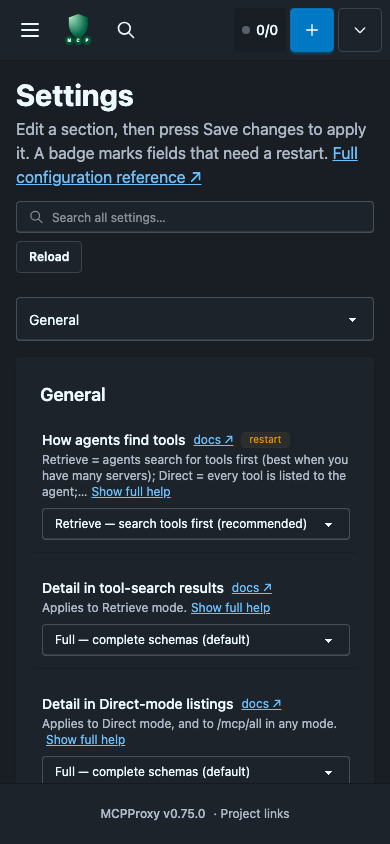 MCP
0/0
Settings
Edit a section, then press Save changes to apply
it. A badge marks fields that need a restart. Full
configuration reference ↗
Search all settings...
Reload
General
General
How agents find tools docs ↗ restart
Retrieve = agents search for tools first (best when you
have many servers); Direct = every tool is listed to the
agent;... Show full help
Retrieve — search tools first (recommended)
Detail in tool-search results docs ↗
Applies to Retrieve mode. Show full help
Full — complete schemas (default)
Detail in Direct-mode listings docs ↗
Applies to Direct mode, and to /mcp/all in any mode.
Show full help
Full — complete schemas (default)
MCPProxy v0.75.0 · Project links